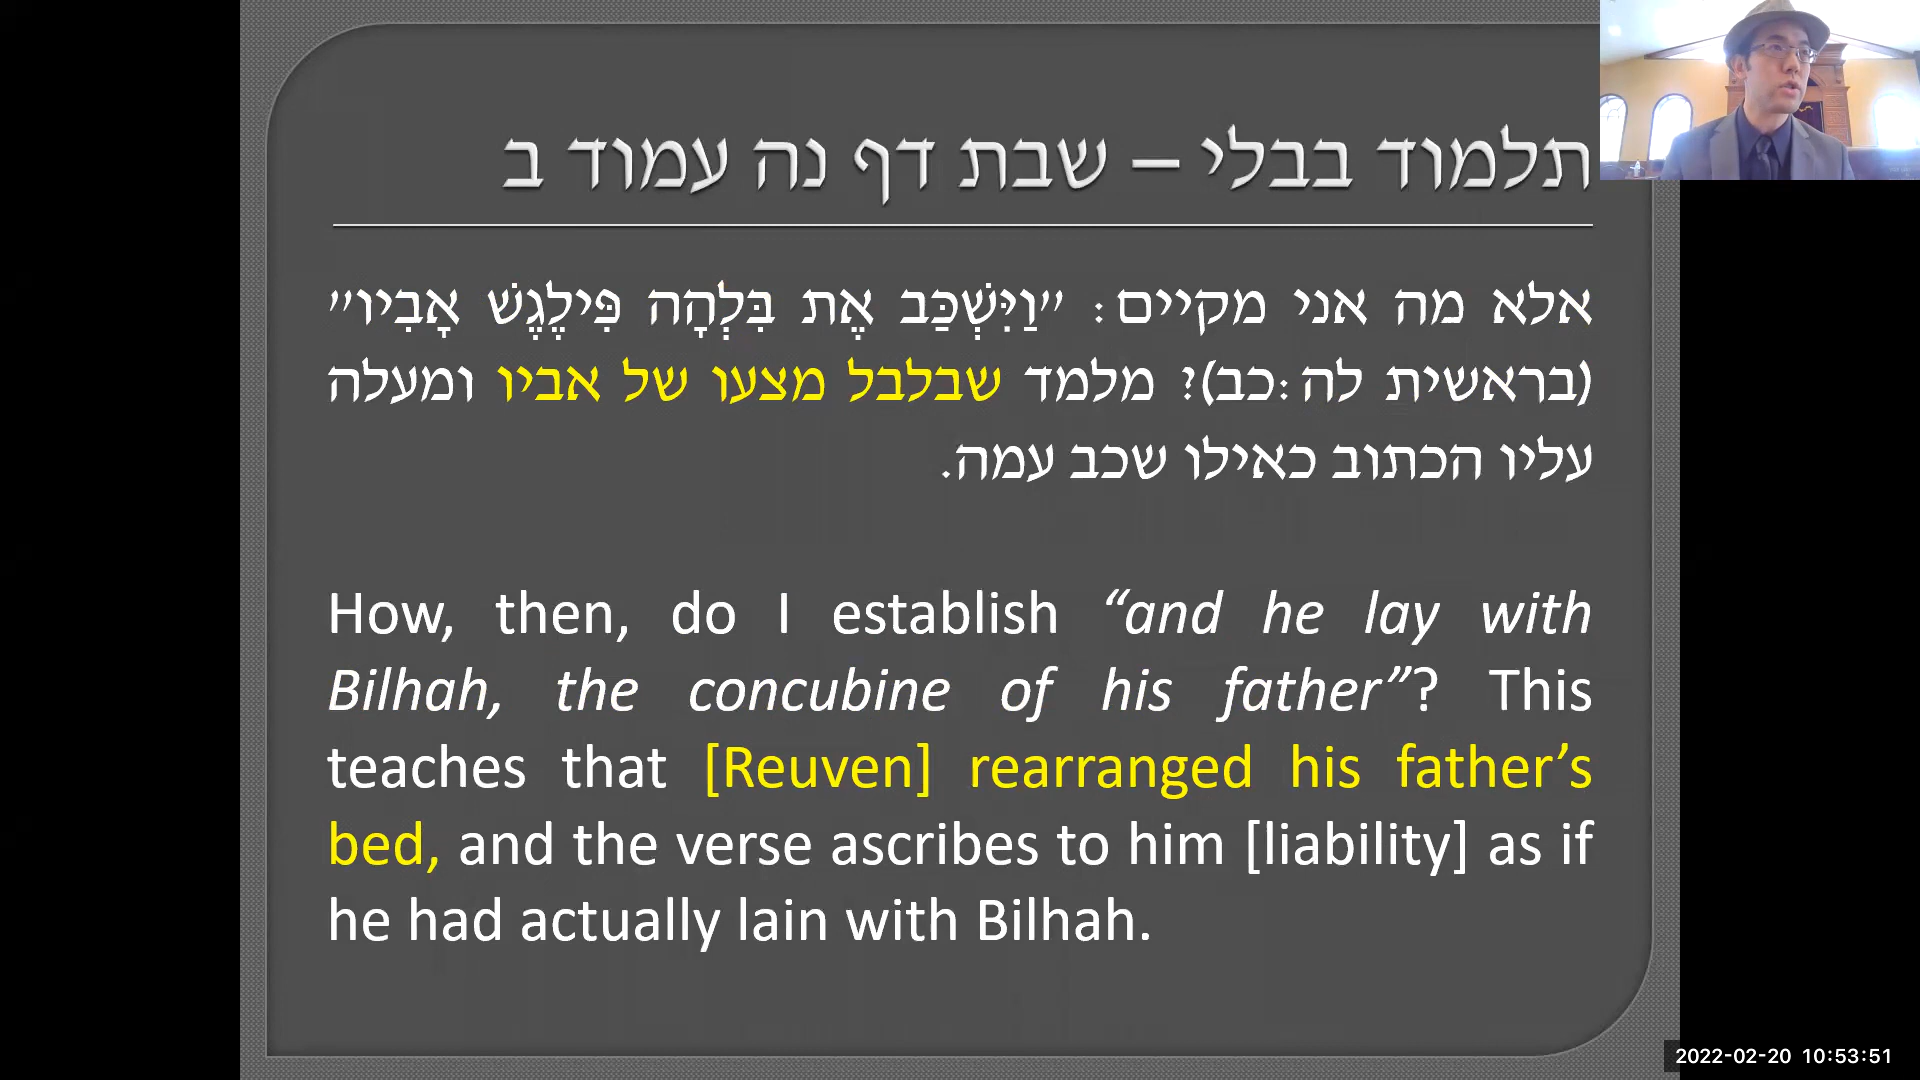 תלמוד בבלי – שבת דף נה עמוד ב
אלא מה אני מקיים: "וַיִּשְׁכַּב אֶת בִּלְהָה פִּילֶגֶשׁ אָבִיו"
(בראשית לה:כב)? מלמד שבלבל מצעו של אביו ומעלה
עליו הכתוב כאילו שכב עמה.
How, then, do I establish “and he lay with
Bilhah, the concubine of his father”? This
teaches that [Reuven] rearranged his father’s
bed, and the verse ascribes to him [liability] as if
he had actually lain with Bilhah.
2022-02-20 10:53:51